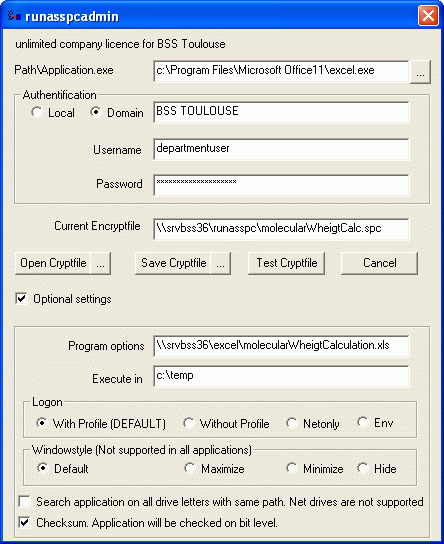 runasspcadmin
unlimited company licence for BSS Toulouse
Path\Application.exe c:\Program Files\Microsoft Office11\excel.exe ...
Authentification
Local Domain BSS TOULOUSE
Username departmentuser
Password ********************
Current Encryptfile \\srvbss36\runasspc\molecularWheigtCalc.spc
Open Cryptfile ... Save Cryptfile ... Test Cryptfile Cancel
Optional settings
Program options \\srvbss36\excel\molecularWheigtCalculation.xls
Execute in c:\temp
Logon
With Profile (DEFAULT) Without Profile Netonly Env
Windowstyle (Not supported in all applications)
Default Maximize Minimize Hide
Search application on all drive letters with same path. Net drives are not supported
Checksum. Application will be checked on bit level.